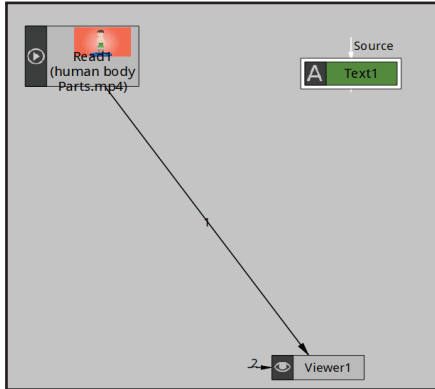 Read1
(human body
Parts.mp4)
Source
A Text1
1
2
Viewer1